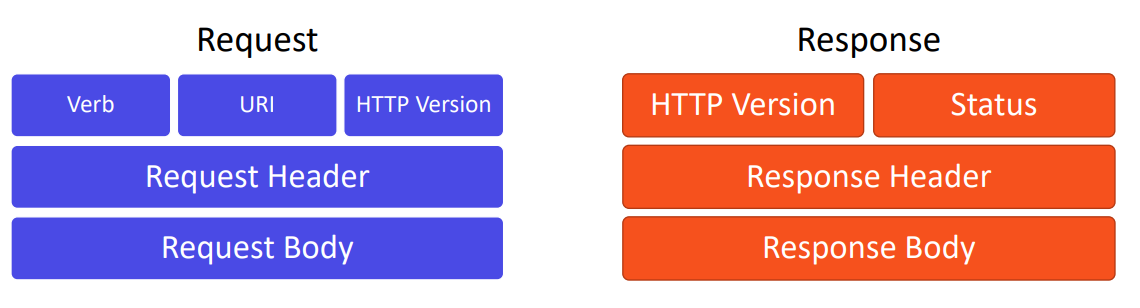 Request
Verb URI HTTP Version
Request Header
Request Body
Response
HTTP Version Status
Response Header
Response Body